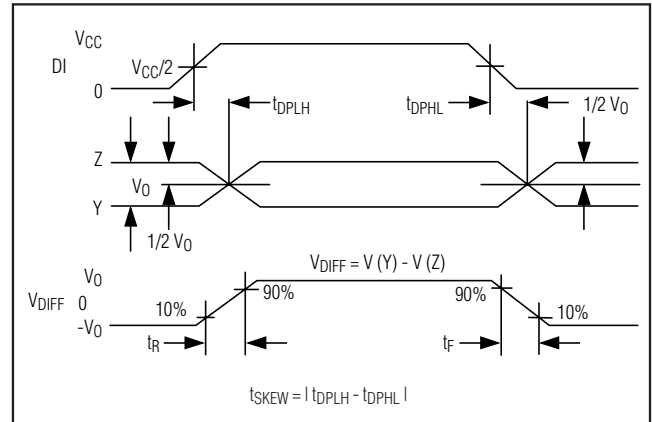 VCC
DI
VCC/2
0
tDPLH
tDPHL
1/2 VO
Z
VO
Y
1/2 VO
VDIFF = V (Y) - V (Z)
VO
VDIFF 0
-VO
10%
90%
90%
10%
tR
tF
tSKEW = | tDPLH - tDPHL |